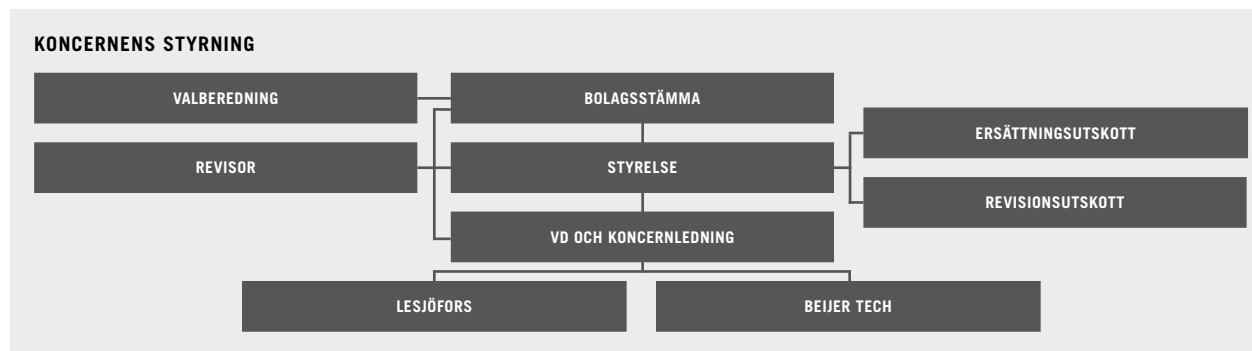 KONCERNENS STYRNING
VALBEREDNING
BOLAGSSTÄMMA
ERSÄTTNINGSUTSKOTT
REVISOR
STYRELSE
REVISIONSUTSKOTT
VD OCH KONCERNLEDNING
LESJÖFORS
BEIJER TECH